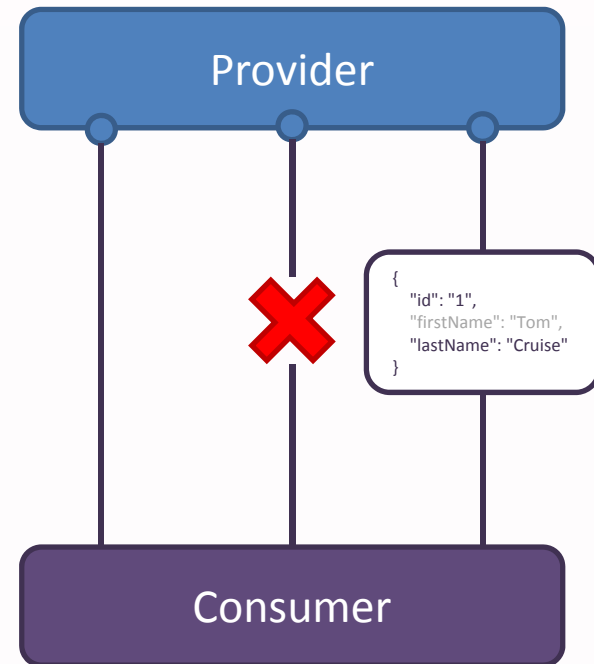 Provider
{
"id": "1",
"firstName": "Tom",
"lastName": "Cruise"
}
Consumer